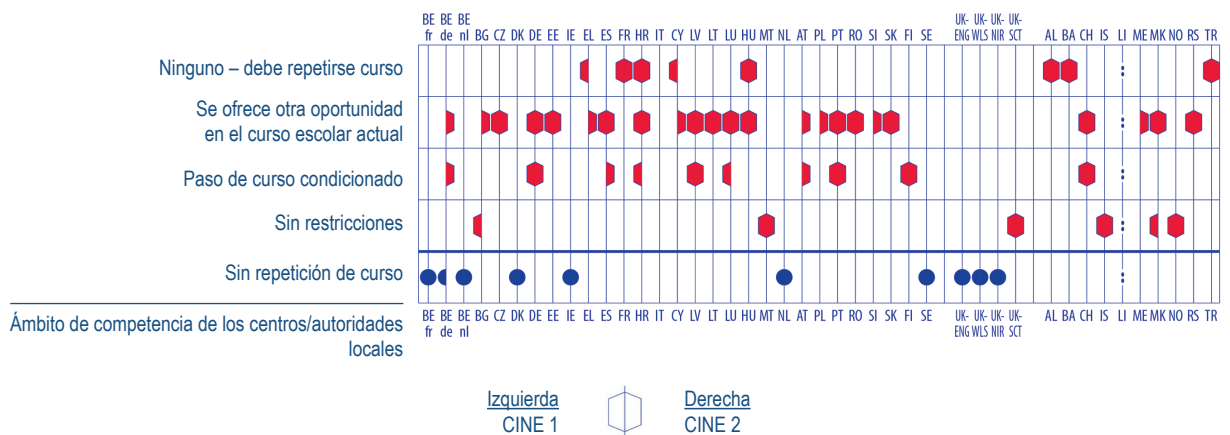 BE fr BE de BE nl BG CZ DK DE EE IE EL ES FR HR IT CY LV LT LU HU MT NL AT PL PT RO SI SK FI SE UK-ENG UK-WLS UK-NIR UK-SCT AL BA CH IS LI ME MK NO RS TR
Ninguno – debe repetirse curso :
Se ofrece otra oportunidad
en el curso escolar actual :
Paso de curso condicionado :
Sin restricciones :
Sin repetición de curso :
Ámbito de competencia de los centros/autoridades
locales
BE fr BE de BE nl BG CZ DK DE EE IE EL ES FR HR IT CY LV LT LU HU MT NL AT PL PT RO SI SK FI SE UK-ENG UK-WLS UK-NIR UK-SCT AL BA CH IS LI ME MK NO RS TR
Izquierda Derecha
CINE 1 CINE 2